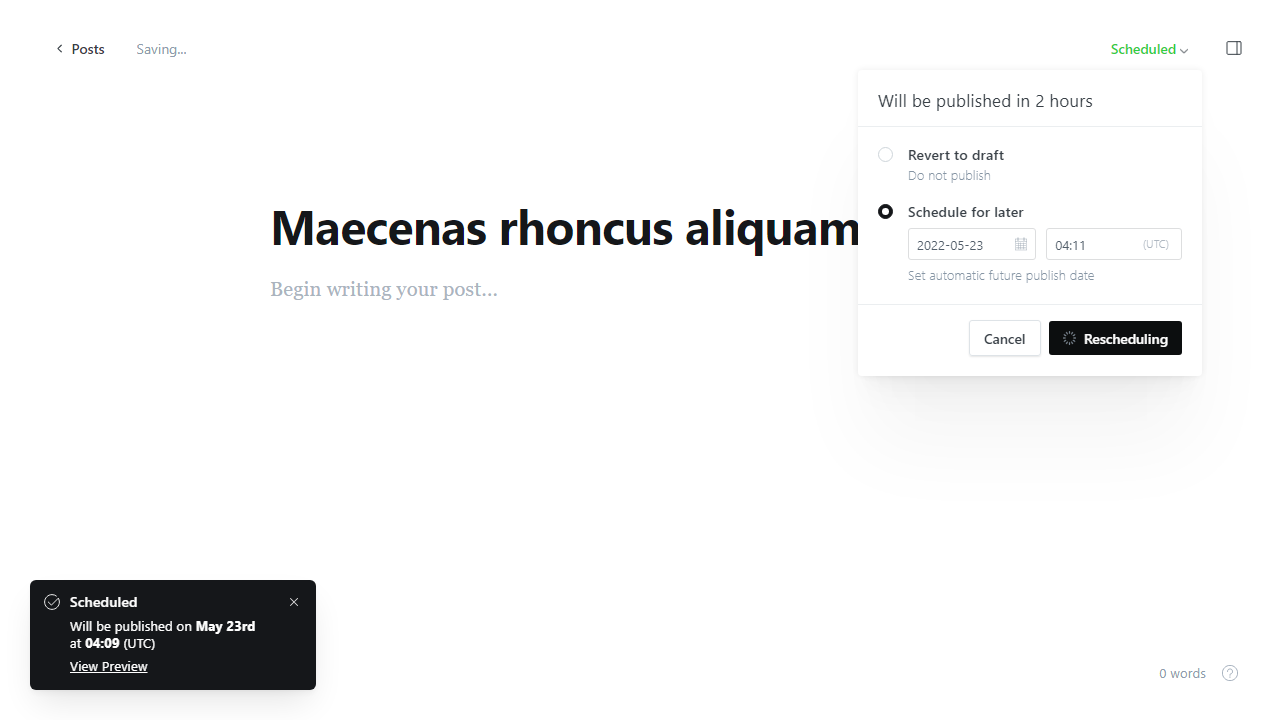 Posts
Saving...
Scheduled
Will be published in 2 hours
Revert to draft
Do not publish
Schedule for later
2022-05-23
04:11 (UTC)
Set automatic future publish date
Cancel
Rescheduling
Maecenas rhoncus aliquam
Begin writing your post...
Scheduled
Will be published on May 23rd
at 04:09 (UTC)
View Preview
0 words
?